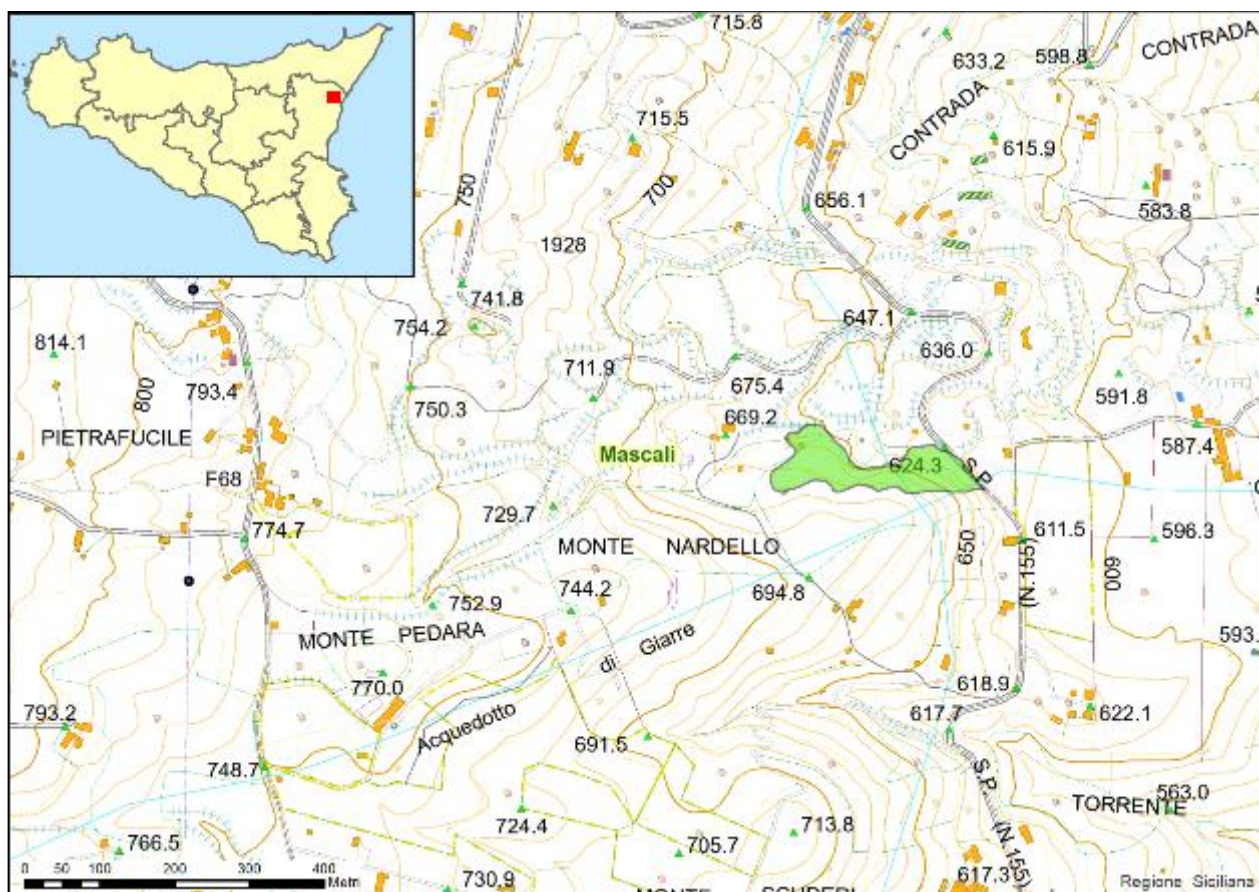 715.8
CONTRADA
598.8
633.2
CONTRADA
715.5
615.9
750
700
656.1
583.8
1928
741.8
754.2
647.1
814.1
636.0
711.9
800
793.4
675.4
591.8
750.3
669.2
587.4
PIETRAFUCILE
Mascali
624.3
S.P.
F68
729.7
774.7
MONTE NARDELLO
650
611.5
596.3
(N.155)
600
752.9
744.2
694.8
MONTE PEDARA
di Giarre
593.
770.0
618.9
793.2
Acquedotto
617.7
622.1
691.5
748.7
S.P.
563.0
TORRENTE
724.4
713.8
766.5
705.7
(N.155)
0 50 100 200 300 400
Metri
730.9
617.3
MONTE SCUDERI
Regione Siciliana